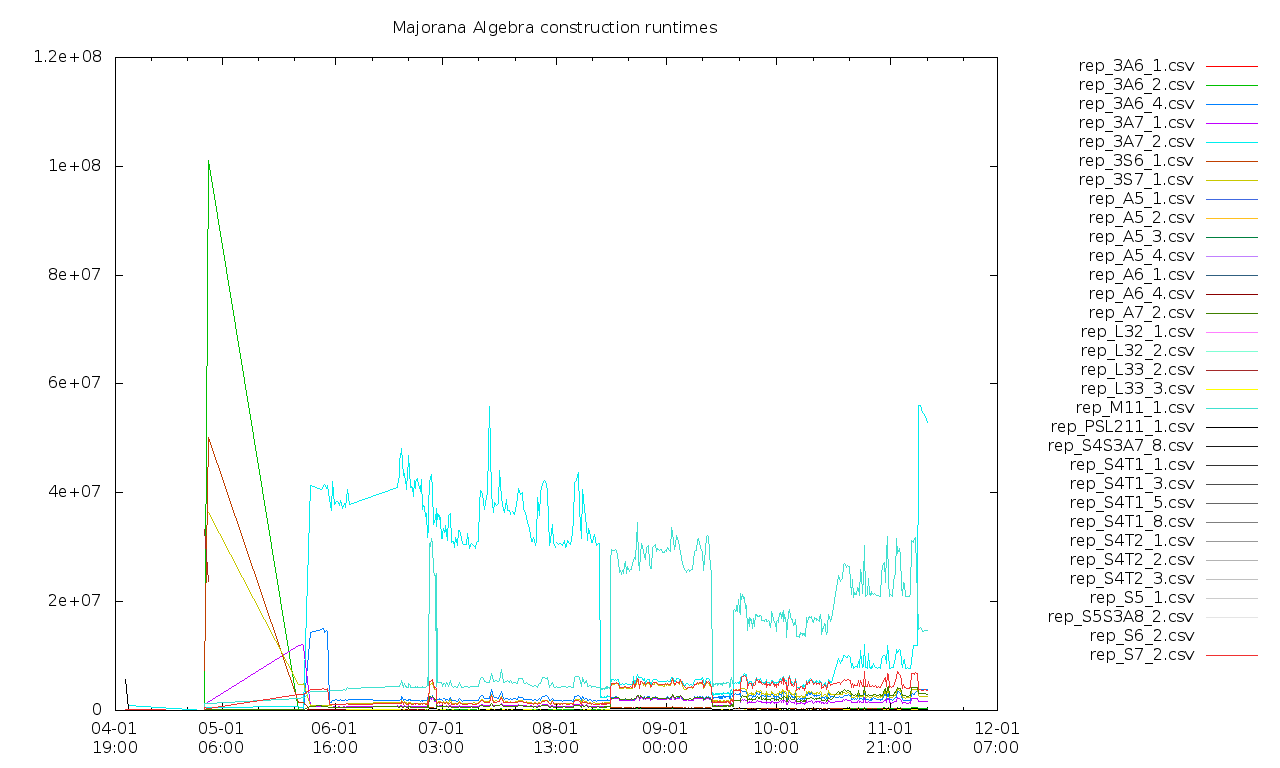 Majorana Algebra construction runtimes
1.2e+08
1e+08
8e+07
6e+07
4e+07
2e+07
0
04-01 19:00
05-01 06:00
06-01 16:00
07-01 03:00
08-01 13:00
09-01 00:00
10-01 10:00
11-01 21:00
12-01 07:00
rep_3A6_1.csv
rep_3A6_2.csv
rep_3A6_4.csv
rep_3A7_1.csv
rep_3A7_2.csv
rep_3S6_1.csv
rep_3S7_1.csv
rep_A5_1.csv
rep_A5_2.csv
rep_A5_3.csv
rep_A5_4.csv
rep_A6_1.csv
rep_A6_4.csv
rep_A7_2.csv
rep_L32_1.csv
rep_L32_2.csv
rep_L33_2.csv
rep_L33_3.csv
rep_M11_1.csv
rep_PSL211_1.csv
rep_S4S3A7_8.csv
rep_S4T1_1.csv
rep_S4T1_3.csv
rep_S4T1_5.csv
rep_S4T1_8.csv
rep_S4T2_1.csv
rep_S4T2_2.csv
rep_S4T2_3.csv
rep_S5_1.csv
rep_S5S3A8_2.csv
rep_S6_2.csv
rep_S7_2.csv